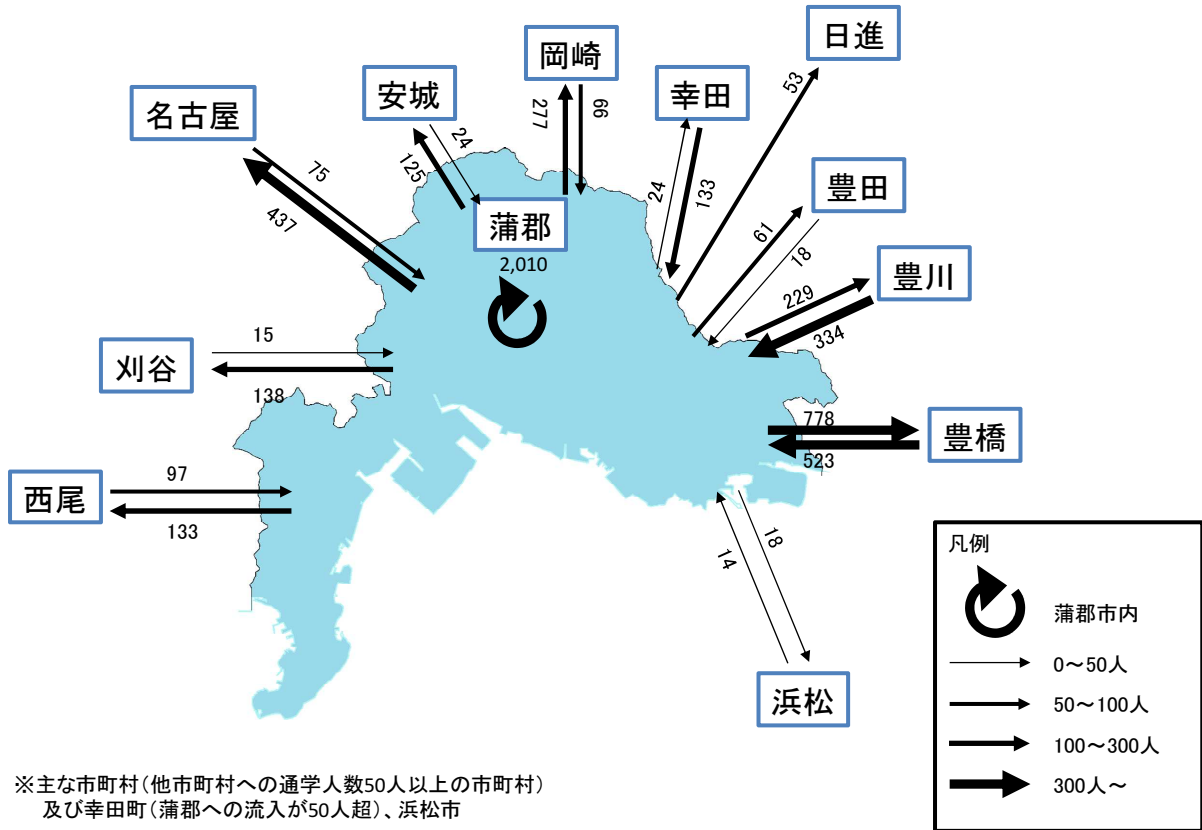 日進
岡崎
幸田
安城
名古屋
53
277
66
24
125
75
437
24
133
豊田
蒲郡
2,010
61
18
豊川
229
334
刈谷
15
138
778
523
豊橋
西尾
97
133
14
18
浜松
凡例
蒲郡市内
0～50人
50～100人
100～300人
300人～
※主な市町村（他市町村への通学人数50人以上の市町村）
及び幸田町（蒲郡への流入が50人超）、浜松市